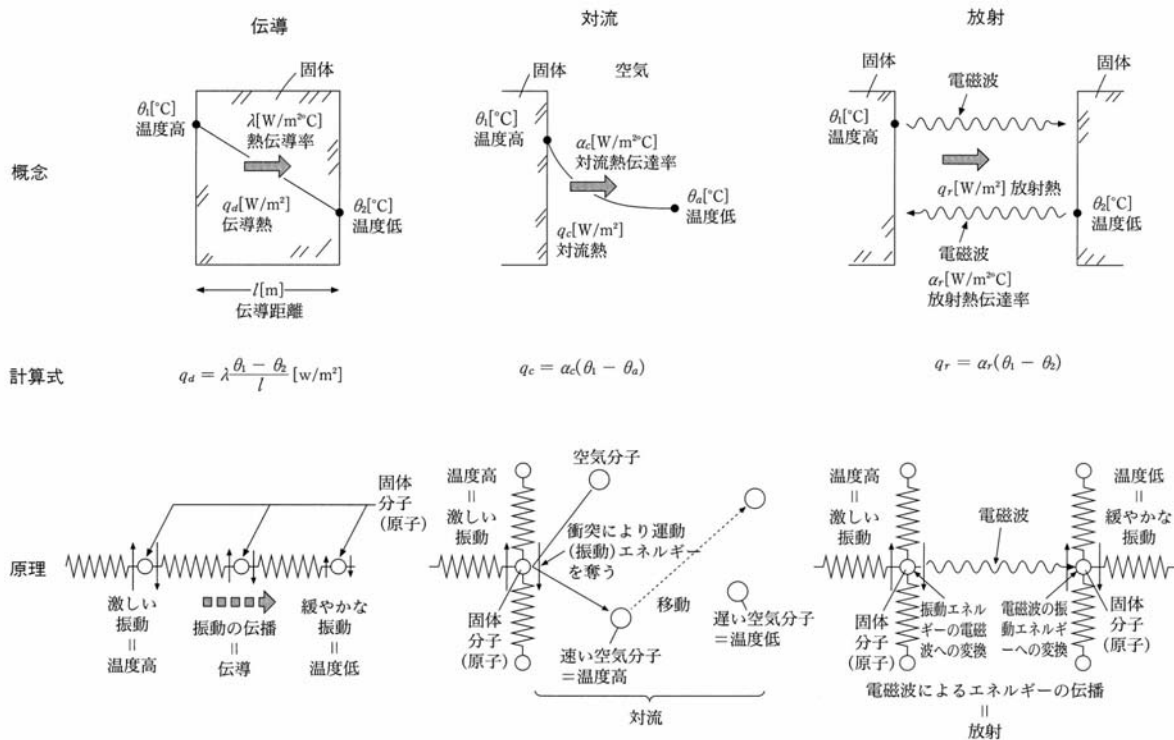 伝導
対流
放射
概念
固体
θ₁[°C]
温度高
λ[W/m²°C]
熱伝導率
q_d[W/m²]
伝導熱
θ₂[°C]
温度低
l[m]
伝導距離
固体
空気
θ₁[°C]
温度高
α_c[W/m²°C]
対流熱伝達率
θ_a[°C]
温度低
q_c[W/m²]
対流熱
固体
電磁波
固体
θ₁[°C]
温度高
q_r[W/m²] 放射熱
θ₂[°C]
温度低
電磁波
α_r[W/m²°C]
放射熱伝達率
計算式
q_d = λ (θ₁ − θ₂)/l [w/m²]
q_c = α_c(θ₁ − θ_a)
q_r = α_r(θ₁ − θ₂)
原理
固体
分子
(原子)
激しい
振動
=
温度高
振動の伝播
=
伝導
緩やかな
振動
=
温度低
温度高
=
激しい
振動
空気分子
衝突により運動
(振動)エネルギー
を奪う
移動
固体
分子
(原子)
速い空気分子
=温度高
遅い空気分子
=温度低
対流
温度高
=
激しい
振動
電磁波
温度低
=
緩やかな
振動
固体
分子
(原子)
振動エネル
ギーの電磁
波への変換
電磁波の振
動エネルギ
ーへの変換
固体
分子
(原子)
電磁波によるエネルギーの伝播
=
放射